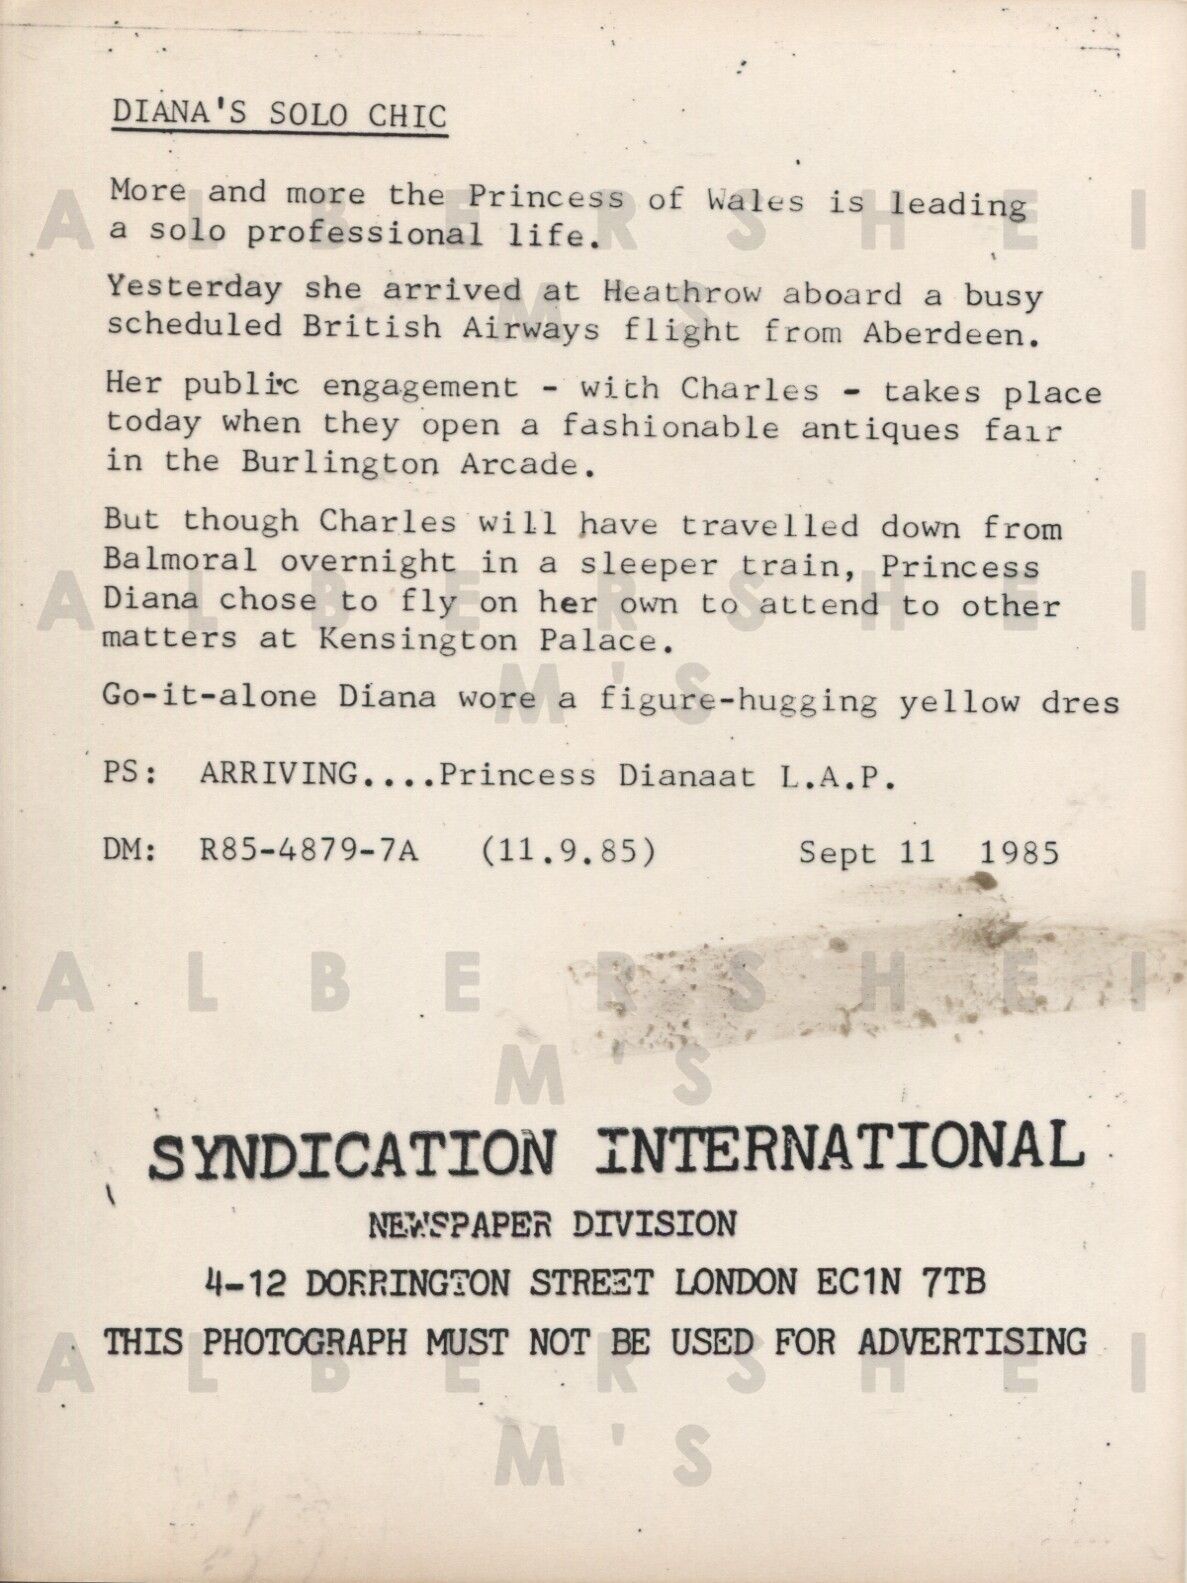 DIANA'S SOLO CHIC
More and more the Princess of Wales is leading
a solo professional life.
Yesterday she arrived at Heathrow aboard a busy
scheduled British Airways flight from Aberdeen.
Her public engagement - with Charles - takes place
today when they open a fashionable antiques fair
in the Burlington Arcade.
But though Charles will have travelled down from
Balmoral overnight in a sleeper train, Princess
Diana chose to fly on her own to attend to other
matters at Kensington Palace.
Go-it-alone Diana wore a figure-hugging yellow dres
PS: ARRIVING....Princess Dianaat L.A.P.
DM: R85-4879-7A (11.9.85) Sept 11 1985
SYNDICATION INTERNATIONAL
NEWSPAPER DIVISION
4-12 DORRINGTON STREET LONDON EC1N 7TB
THIS PHOTOGRAPH MUST NOT BE USED FOR ADVERTISING
ALBERSHEI
M'S
ALBERSHEI
M'S
ALBERSHEI
M'S
ALBERSHEI
M'S